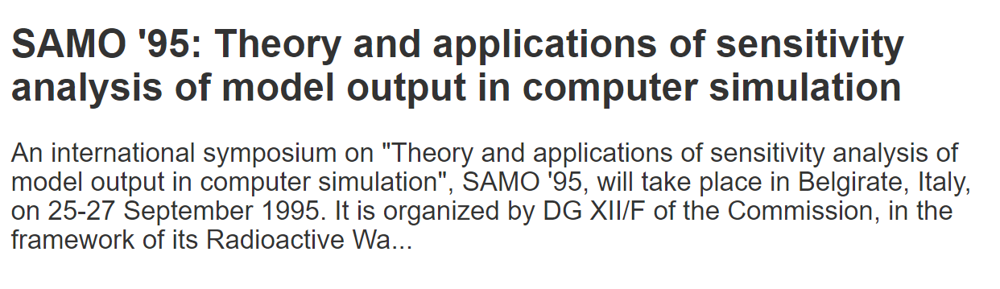 SAMO '95: Theory and applications of sensitivity
analysis of model output in computer simulation
An international symposium on "Theory and applications of sensitivity analysis of
model output in computer simulation", SAMO '95, will take place in Belgirate, Italy,
on 25-27 September 1995. It is organized by DG XII/F of the Commission, in the
framework of its Radioactive Wa...